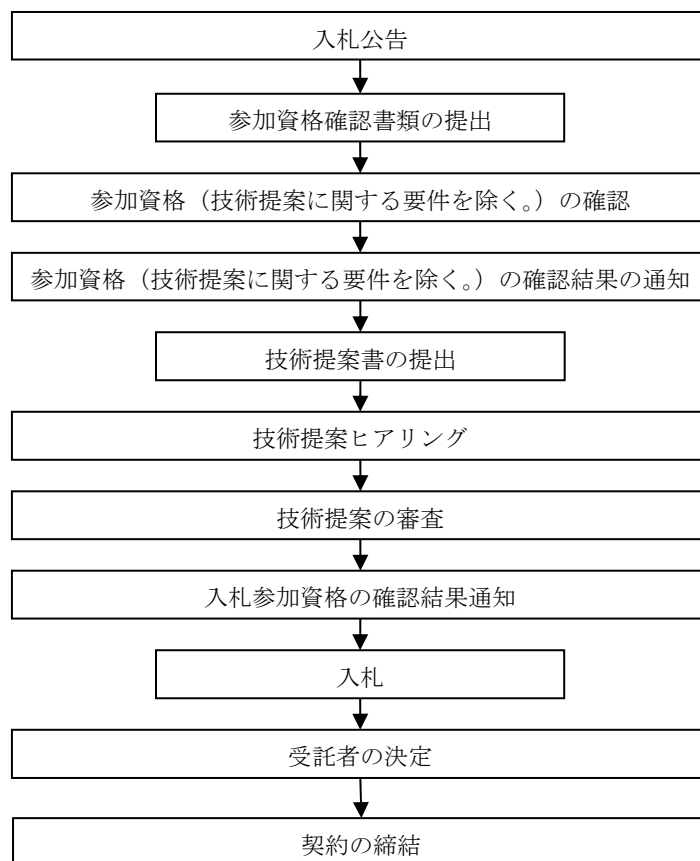 入札公告
参加資格確認書類の提出
参加資格（技術提案に関する要件を除く。）の確認
参加資格（技術提案に関する要件を除く。）の確認結果の通知
技術提案書の提出
技術提案ヒアリング
技術提案の審査
入札参加資格の確認結果通知
入札
受託者の決定
契約の締結